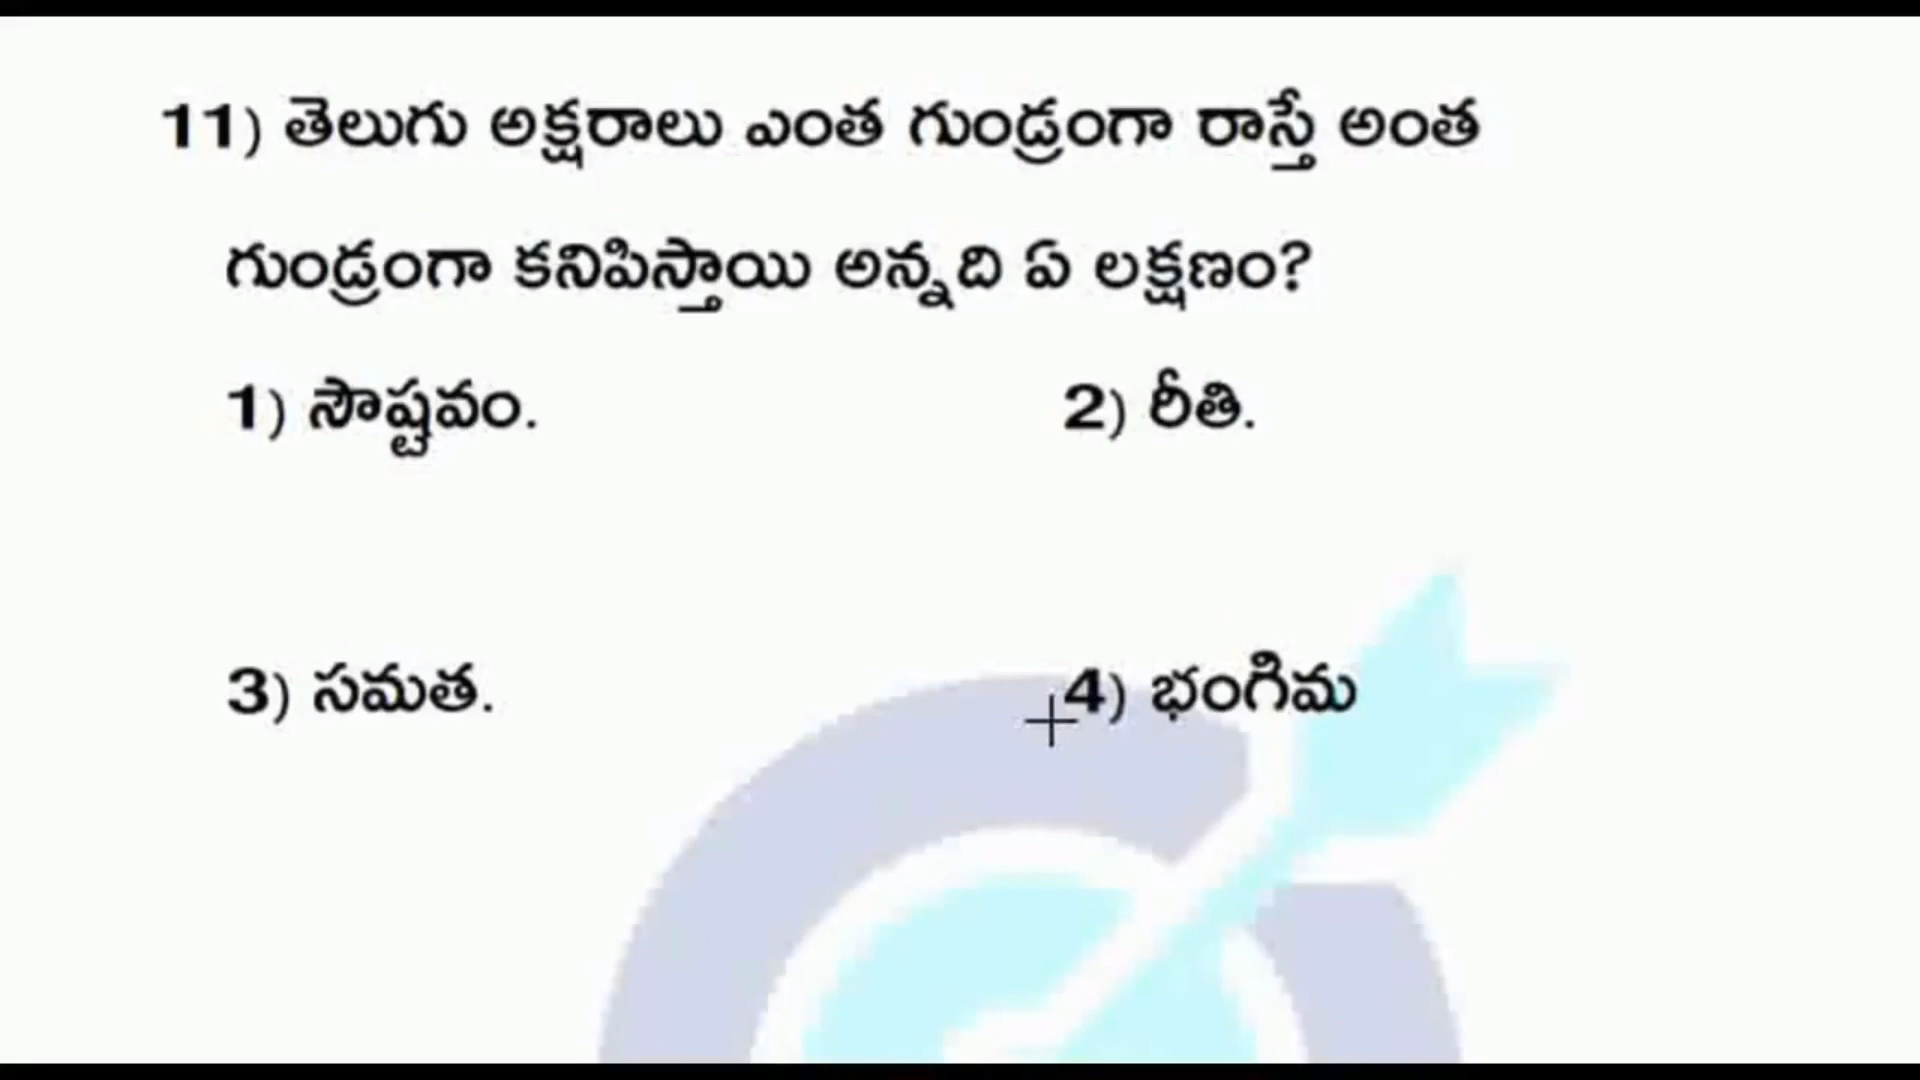 11) తెలుగు అక్షరాలు ఎంత గుండ్రంగా రాస్తే అంత
గుండ్రంగా కనిపిస్తాయి అన్నది ఏ లక్షణం?
1) సౌష్టవం. 2) రీతి.
3) సమత. 4) భంగిమ